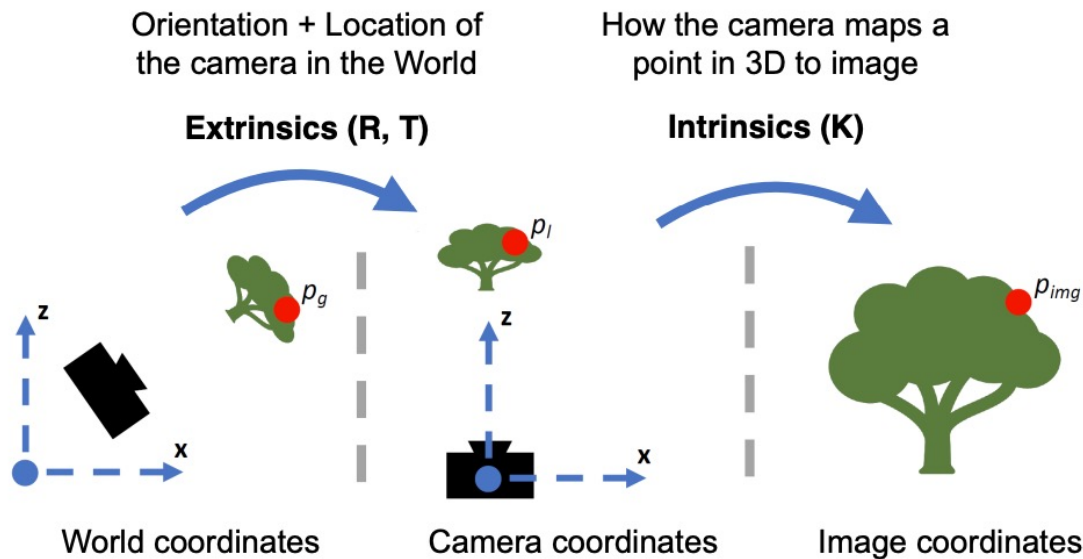 Orientation + Location of
the camera in the World
How the camera maps a
point in 3D to image
Extrinsics (R, T)
Intrinsics (K)
p_l
p_g
p_img
z
x
z
x
World coordinates
Camera coordinates
Image coordinates